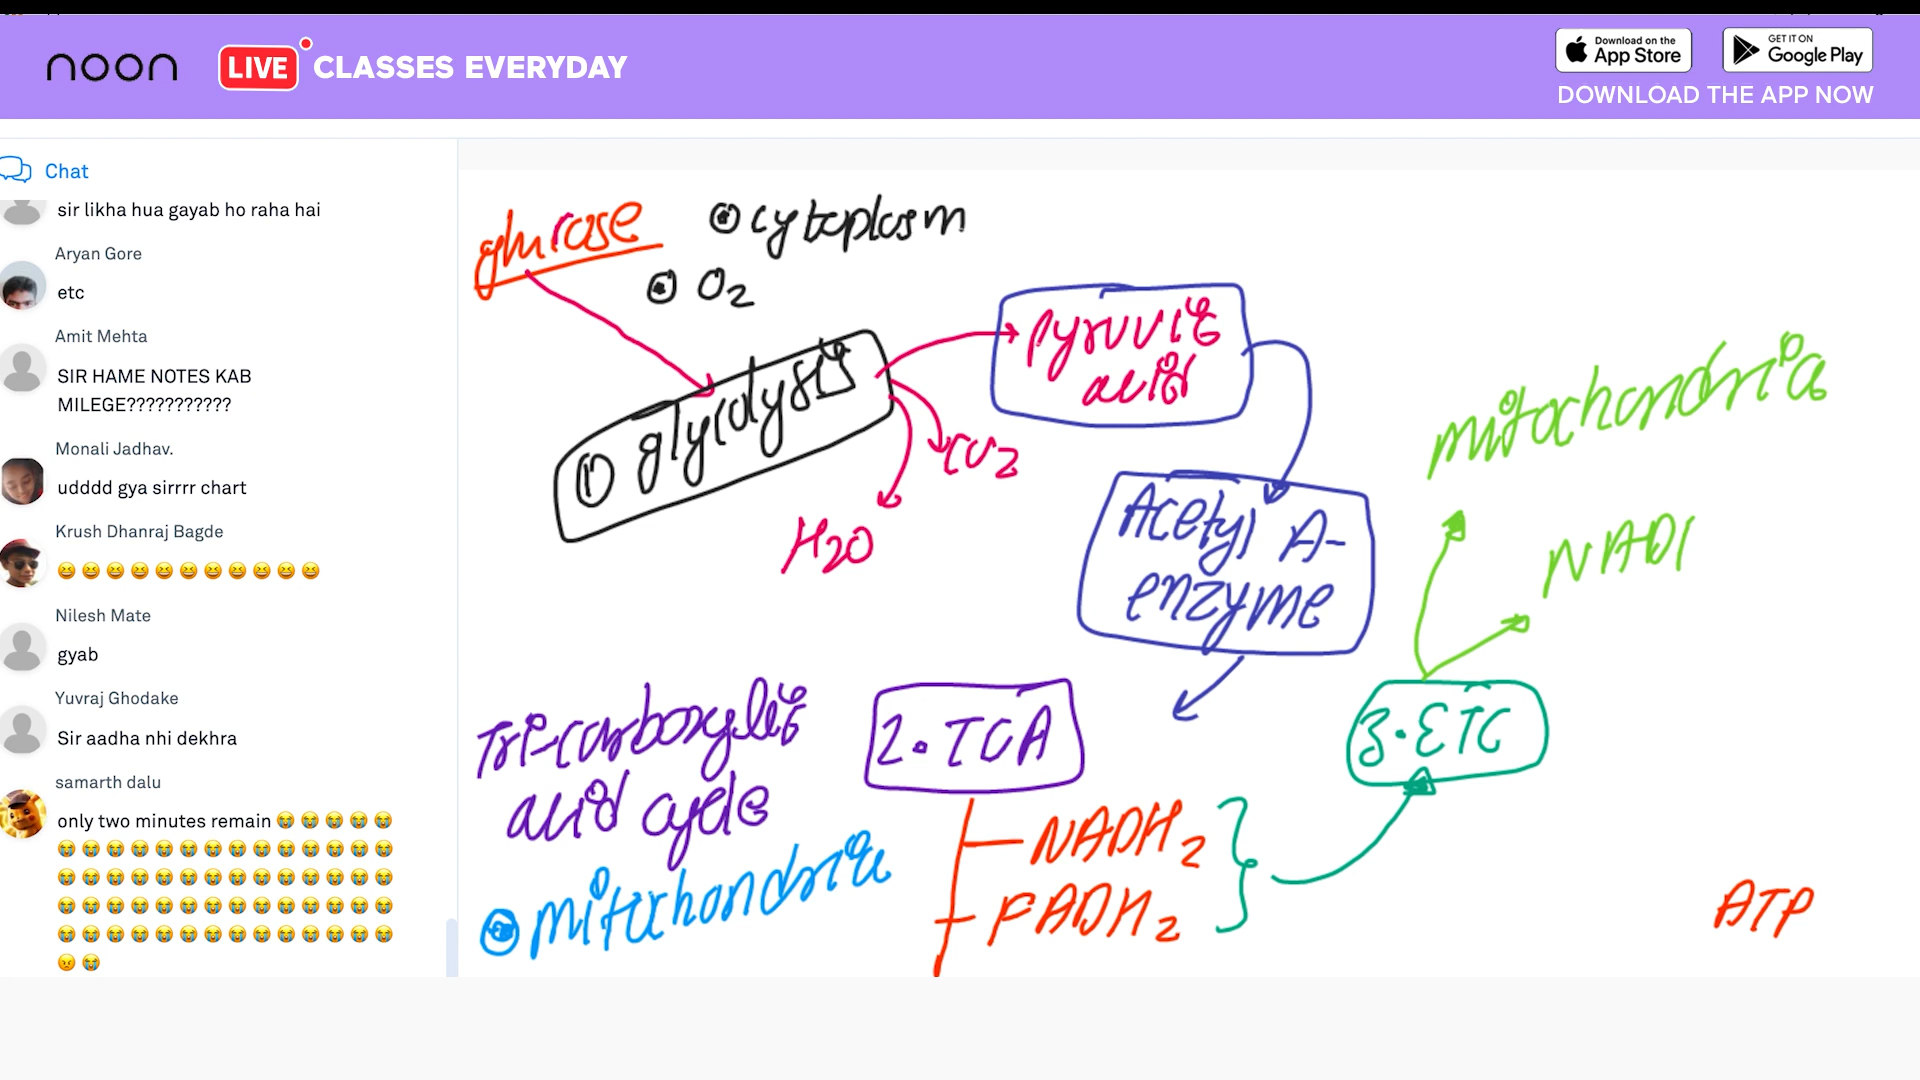 noon LIVE CLASSES EVERYDAY
Download on the App Store
GET IT ON Google Play
DOWNLOAD THE APP NOW
Chat
sir likha hua gayab ho raha hai
Aryan Gore
etc
Amit Mehta
SIR HAME NOTES KAB
MILEGE???????????
Monali Jadhav.
udddd gya sirrrr chart
Krush Dhanraj Bagde
😆😆😆😆😆😆😆😆😆😆😆
Nilesh Mate
gyab
Yuvraj Ghodake
Sir aadha nhi dekhra
samarth dalu
only two minutes remain 😭😭😭😭😭
😭😭😭😭😭😭😭😭😭😭😭😭😭😭
😭😭😭😭😭😭😭😭😭😭😭😭😭😭
😭😭😭😭😭😭😭😭😭😭😭😭😭😭
😭😭😭😭😭😭😭😭😭😭😭😭😭😭
😠😭
glucose
cytoplasm
O2
① glycolysis
Pyruvic
acid
CO2
H2O
Acetyl A-
enzyme
mitochondria
NADH
Tri-carboxylic
acid cycle
2. TCA
3. ETC
NADH2
FADH2
mitochondria
ATP